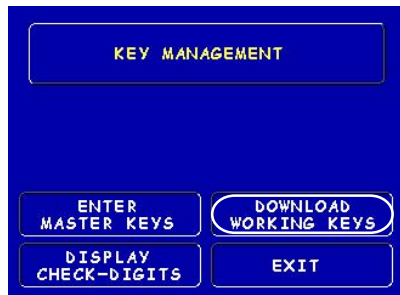 KEY MANAGEMENT
ENTER
MASTER KEYS
DOWNLOAD
WORKING KEYS
DISPLAY
CHECK-DIGITS
EXIT